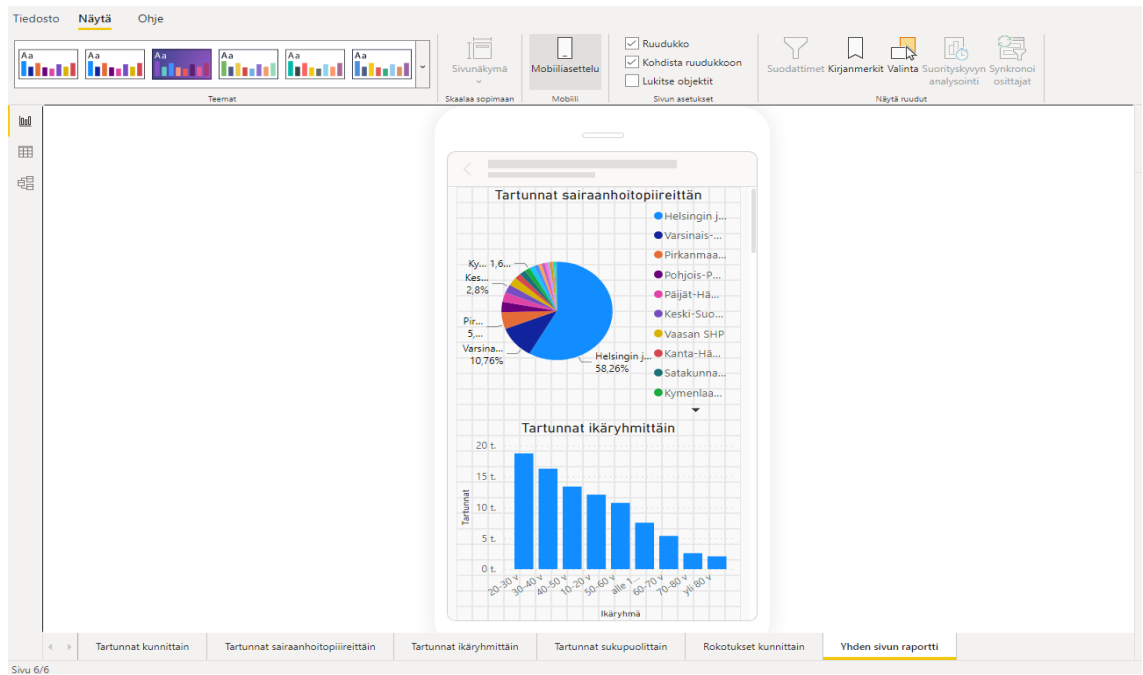 Tiedosto Näytä Ohje
Aa Aa Aa Aa Aa Aa
Sivunäkymä Mobiiliasettelu
Ruudukko
Kohdista ruudukkoon
Lukitse objektit
Suodattimet Kirjanmerkit Valinta Suorityskyvyn analysointi Synkronoi osittajat
Teemat Skaalaa sopimaan Mobiili Sivun asetukset Näytä ruudut
Tartunnat sairaanhoitopiireittän
Helsingin j...
Varsinais-...
Pirkanmaa...
Pohjois-P...
Päijät-Hä...
Keski-Suo...
Vaasan SHP
Kanta-Hä...
Satakunna...
Kymenlaa...
Ky... 1,6...
Kes...
2,8%
Pir...
5,...
Varsina...
10,76%
Helsingin j...
58,26%
Tartunnat ikäryhmittäin
20 t.
15 t.
10 t.
5 t.
0 t.
Tartunnat
20-30 v 30-40 v 40-50 v 10-20 v 50-60 v alle 1... 60-70 v 70-80 v yli 80 v
Ikäryhmä
Tartunnat kunnittain Tartunnat sairaanhoitopiiireittäin Tartunnat ikäryhmittäin Tartunnat sukupuolittain Rokotukset kunnittain Yhden sivun raportti
Sivu 6/6